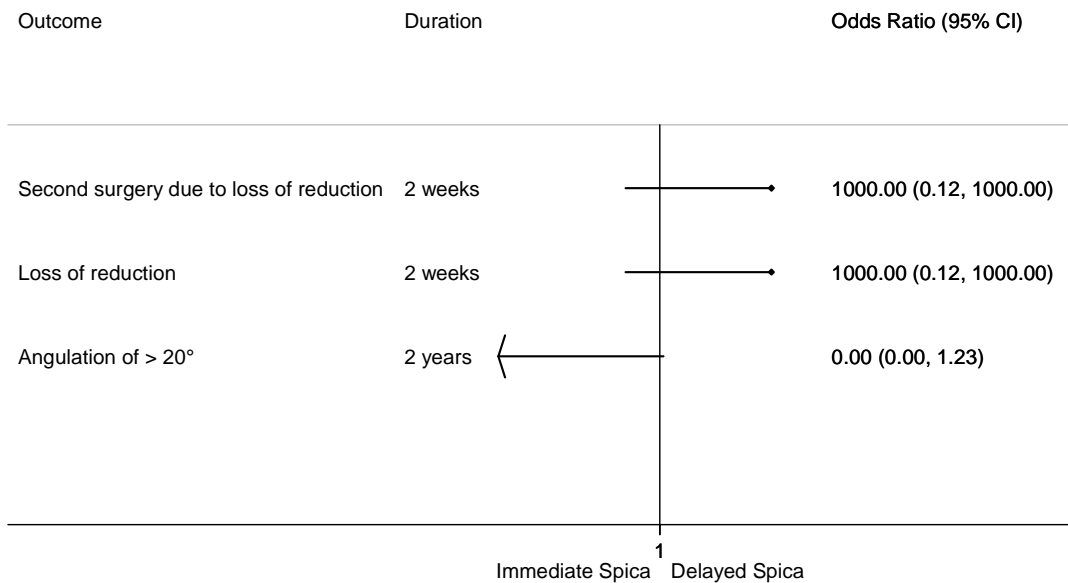 Outcome Duration Odds Ratio (95% CI)
Second surgery due to loss of reduction 2 weeks 1000.00 (0.12, 1000.00)
Loss of reduction 2 weeks 1000.00 (0.12, 1000.00)
Angulation of > 20° 2 years 0.00 (0.00, 1.23)
1
Immediate Spica Delayed Spica